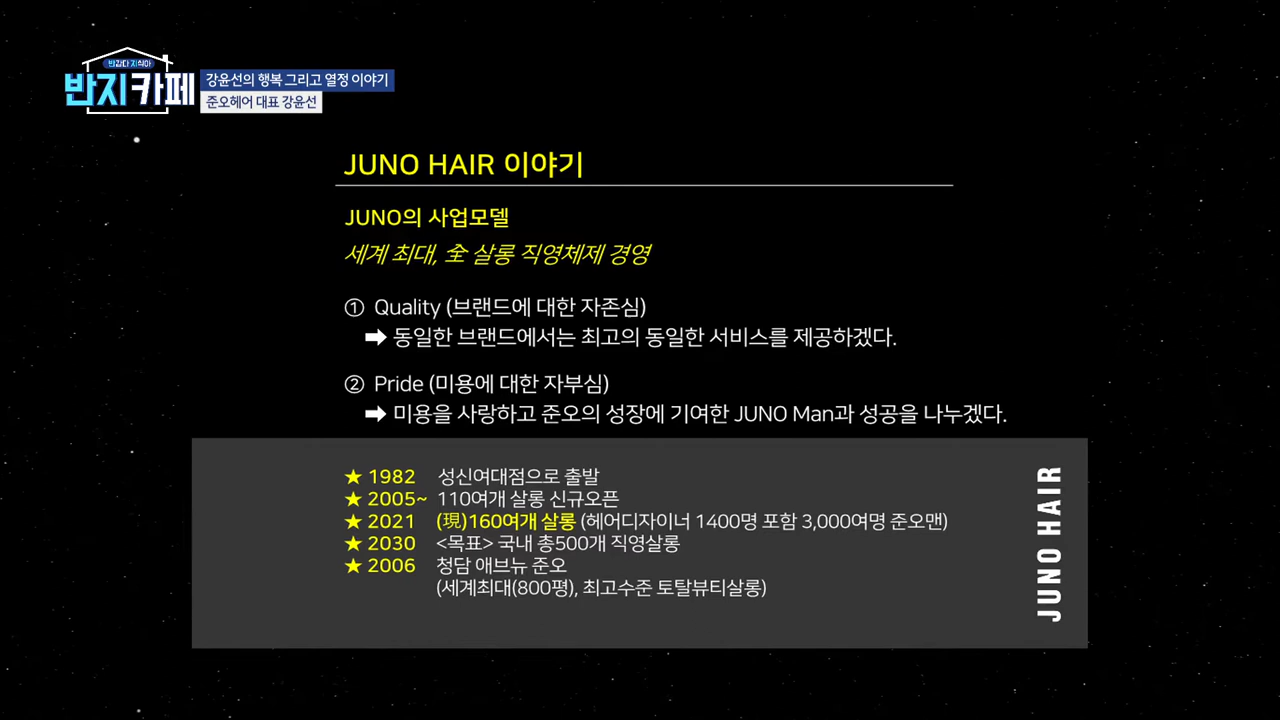 반갑다 지식아
반지카페
강윤선의 행복 그리고 열정 이야기
준오헤어 대표 강윤선
JUNO HAIR 이야기
JUNO의 사업모델
세계 최대, 全 살롱 직영체제 경영
① Quality (브랜드에 대한 자존심)
➡ 동일한 브랜드에서는 최고의 동일한 서비스를 제공하겠다.
② Pride (미용에 대한 자부심)
➡ 미용을 사랑하고 준오의 성장에 기여한 JUNO Man과 성공을 나누겠다.
★ 1982 성신여대점으로 출발
★ 2005~ 110여개 살롱 신규오픈
★ 2021 (現)160여개 살롱 (헤어디자이너 1400명 포함 3,000여명 준오맨)
★ 2030 <목표> 국내 총500개 직영살롱
★ 2006 청담 애브뉴 준오
(세계최대(800평), 최고수준 토탈뷰티살롱)
JUNO HAIR